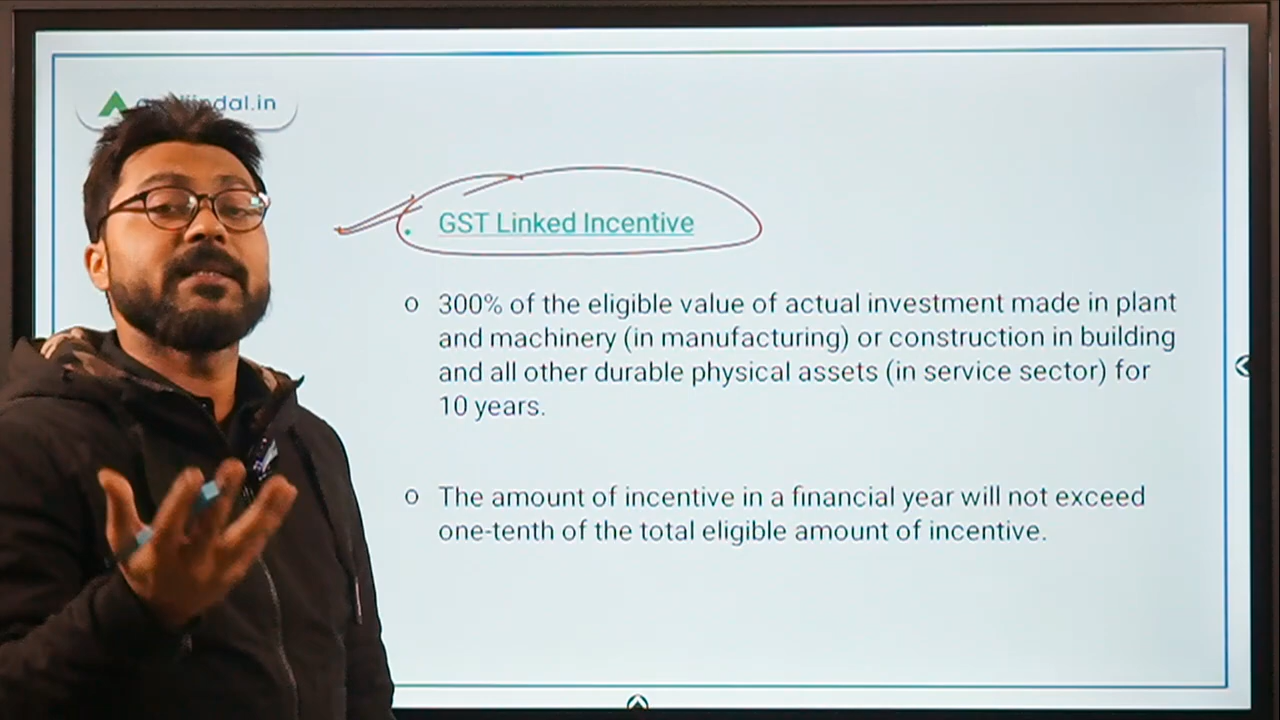 dal.in
GST Linked Incentive
o 300% of the eligible value of actual investment made in plant
and machinery (in manufacturing) or construction in building
and all other durable physical assets (in service sector) for
10 years.
o The amount of incentive in a financial year will not exceed
one-tenth of the total eligible amount of incentive.